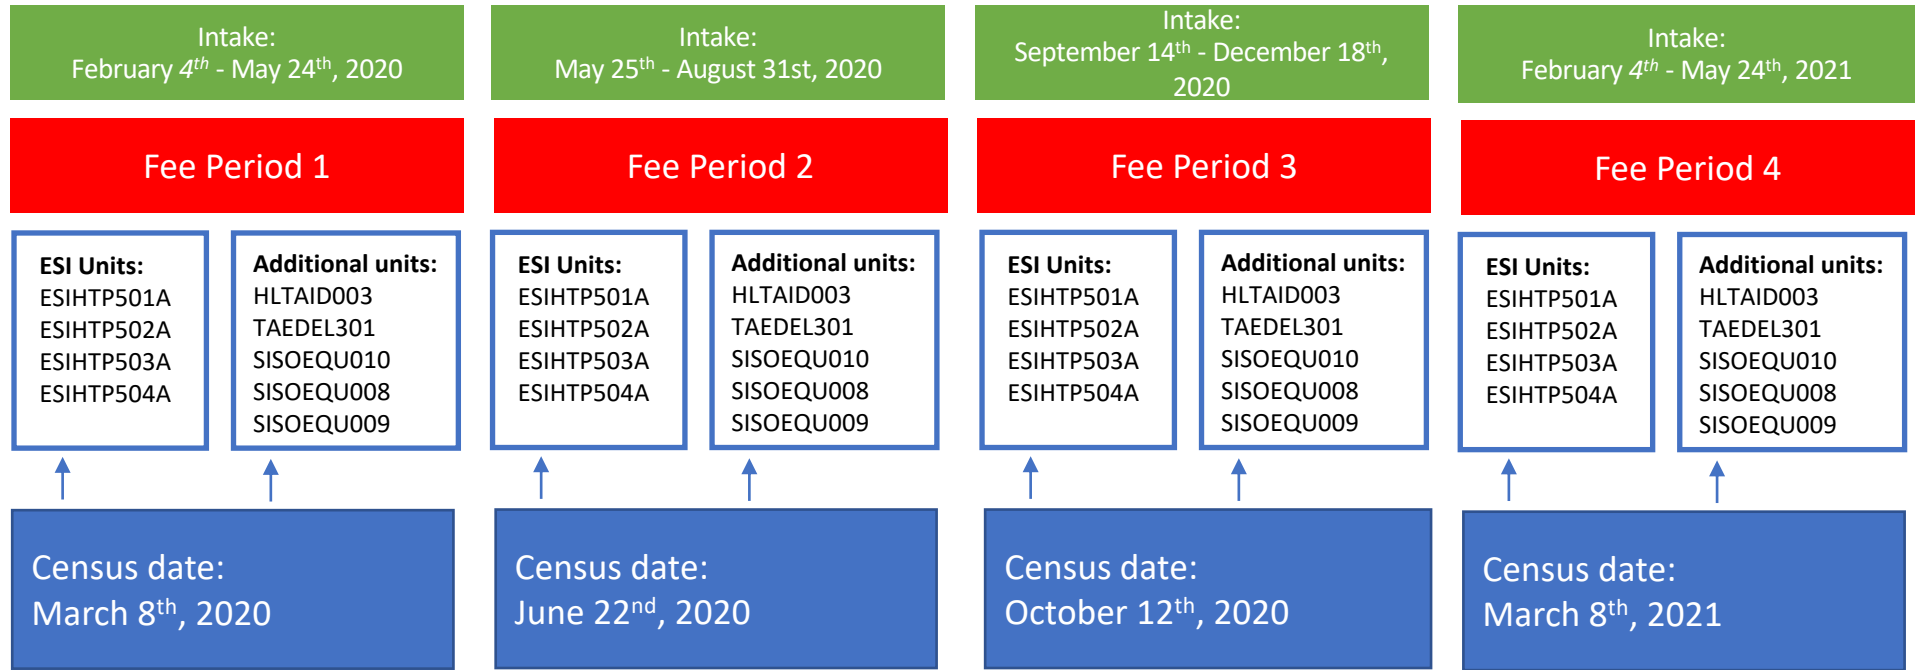 Intake:
February 4th - May 24th, 2020
Fee Period 1
ESI Units:
ESIHTP501A
ESIHTP502A
ESIHTP503A
ESIHTP504A
Additional units:
HLTAID003
TAEDEL301
SISOEQU010
SISOEQU008
SISOEQU009
Census date:
March 8th, 2020
Intake:
May 25th - August 31st, 2020
Fee Period 2
ESI Units:
ESIHTP501A
ESIHTP502A
ESIHTP503A
ESIHTP504A
Additional units:
HLTAID003
TAEDEL301
SISOEQU010
SISOEQU008
SISOEQU009
Census date:
June 22nd, 2020
Intake:
September 14th - December 18th,
2020
Fee Period 3
ESI Units:
ESIHTP501A
ESIHTP502A
ESIHTP503A
ESIHTP504A
Additional units:
HLTAID003
TAEDEL301
SISOEQU010
SISOEQU008
SISOEQU009
Census date:
October 12th, 2020
Intake:
February 4th - May 24th, 2021
Fee Period 4
ESI Units:
ESIHTP501A
ESIHTP502A
ESIHTP503A
ESIHTP504A
Additional units:
HLTAID003
TAEDEL301
SISOEQU010
SISOEQU008
SISOEQU009
Census date:
March 8th, 2021